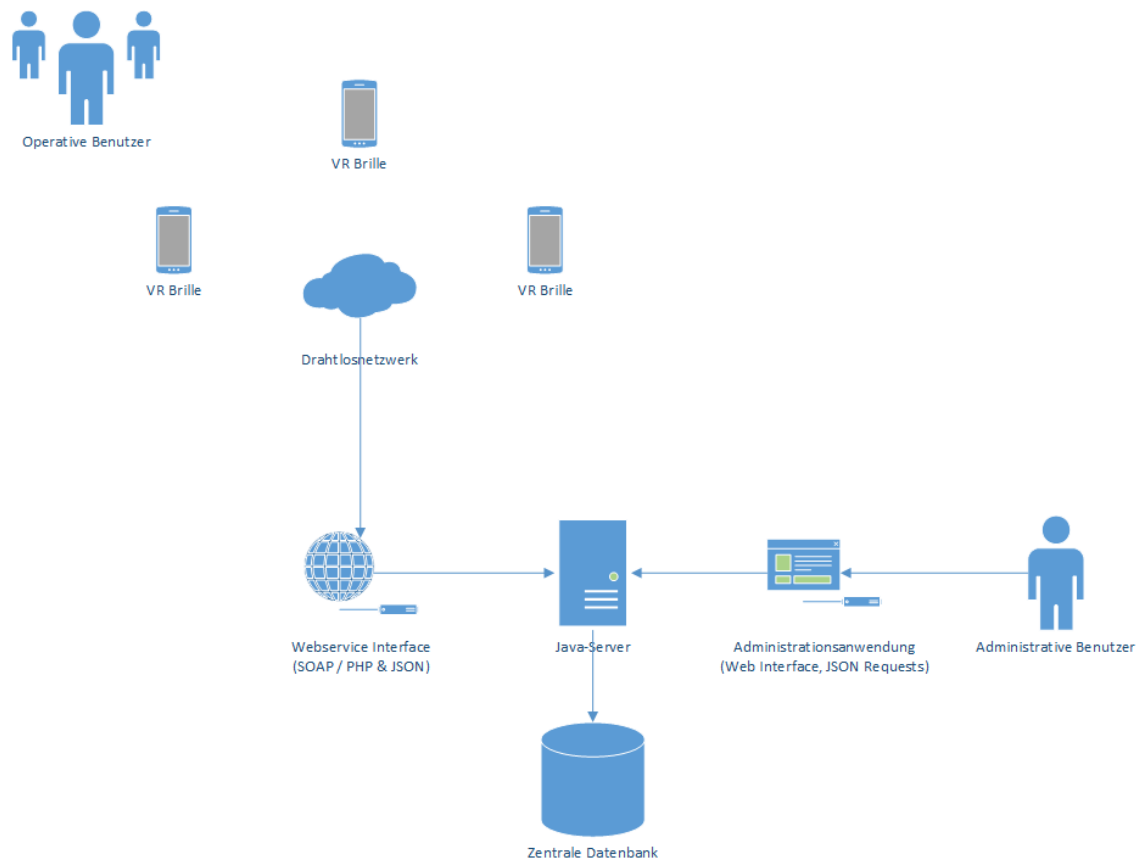 Operative Benutzer
VR Brille
VR Brille
VR Brille
Drahtlosnetzwerk
Webservice Interface
(SOAP / PHP & JSON)
Java-Server
Administrationsanwendung
(Web Interface, JSON Requests)
Administrative Benutzer
Zentrale Datenbank